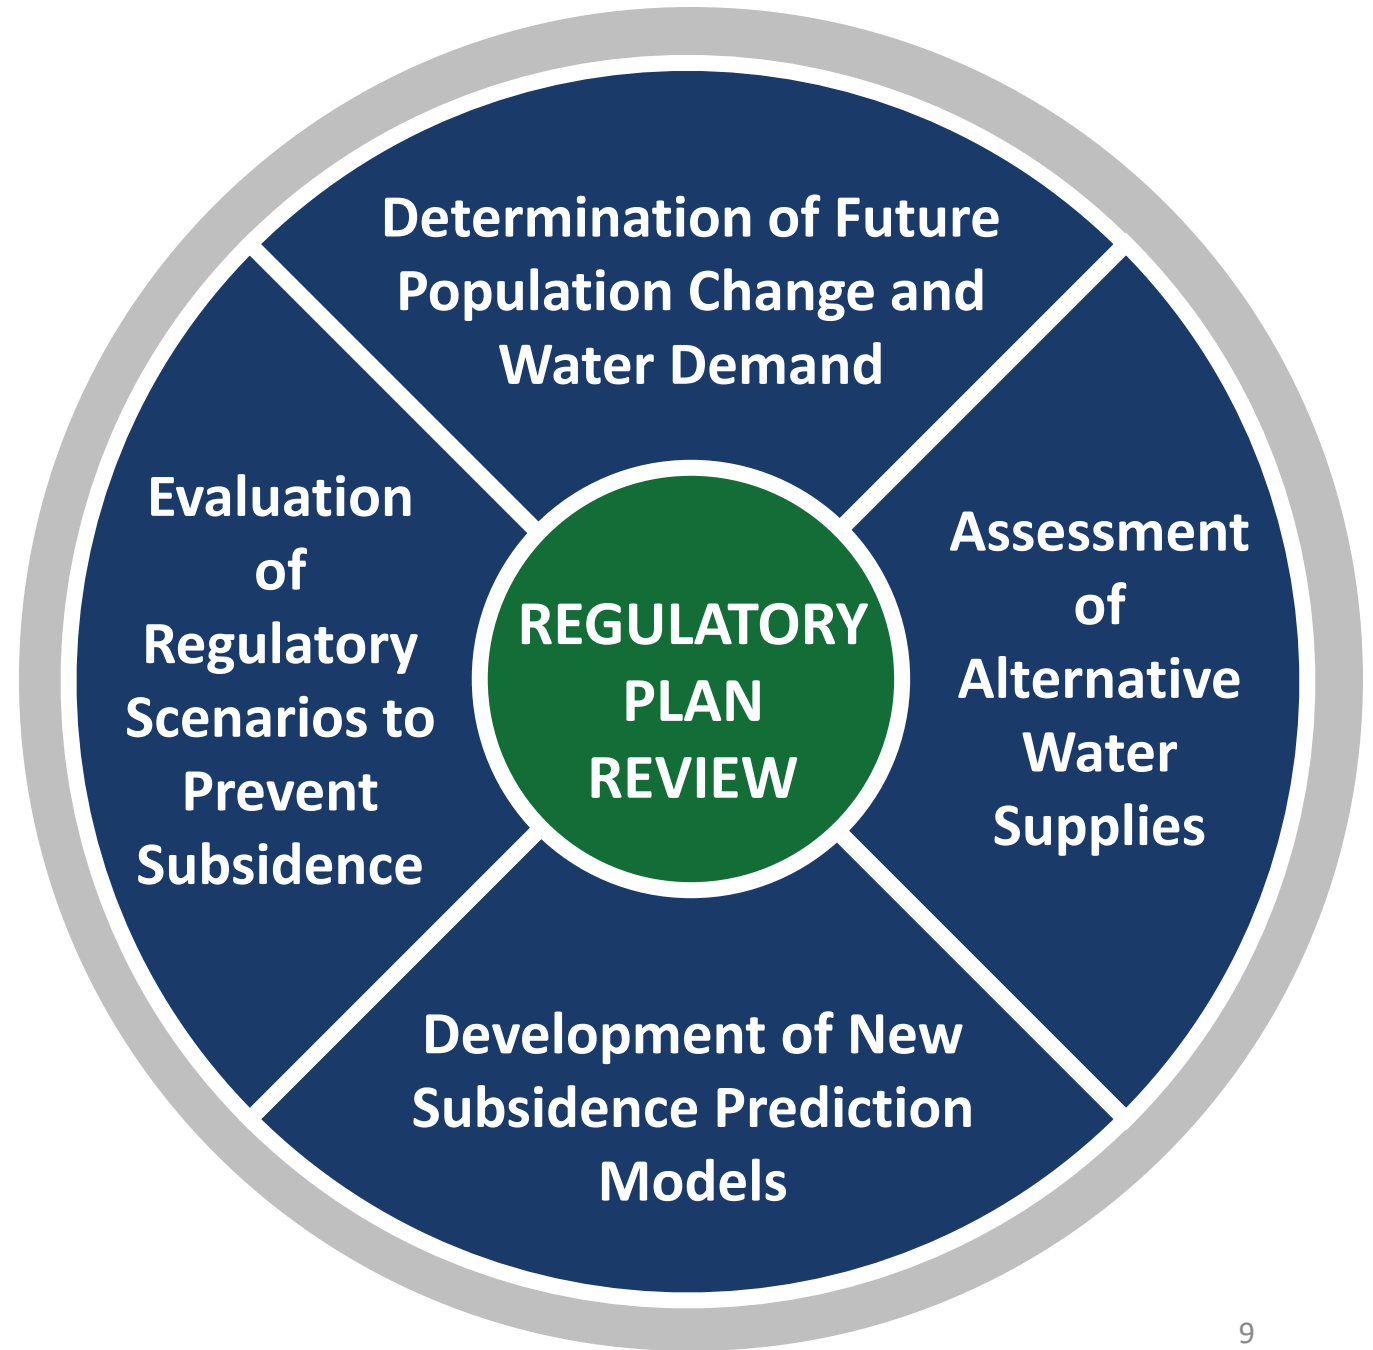 Determination of Future
Population Change and
Water Demand
Evaluation
of
Regulatory
Scenarios to
Prevent
Subsidence
REGULATORY
PLAN
REVIEW
Assessment
of
Alternative
Water
Supplies
Development of New
Subsidence Prediction
Models
9